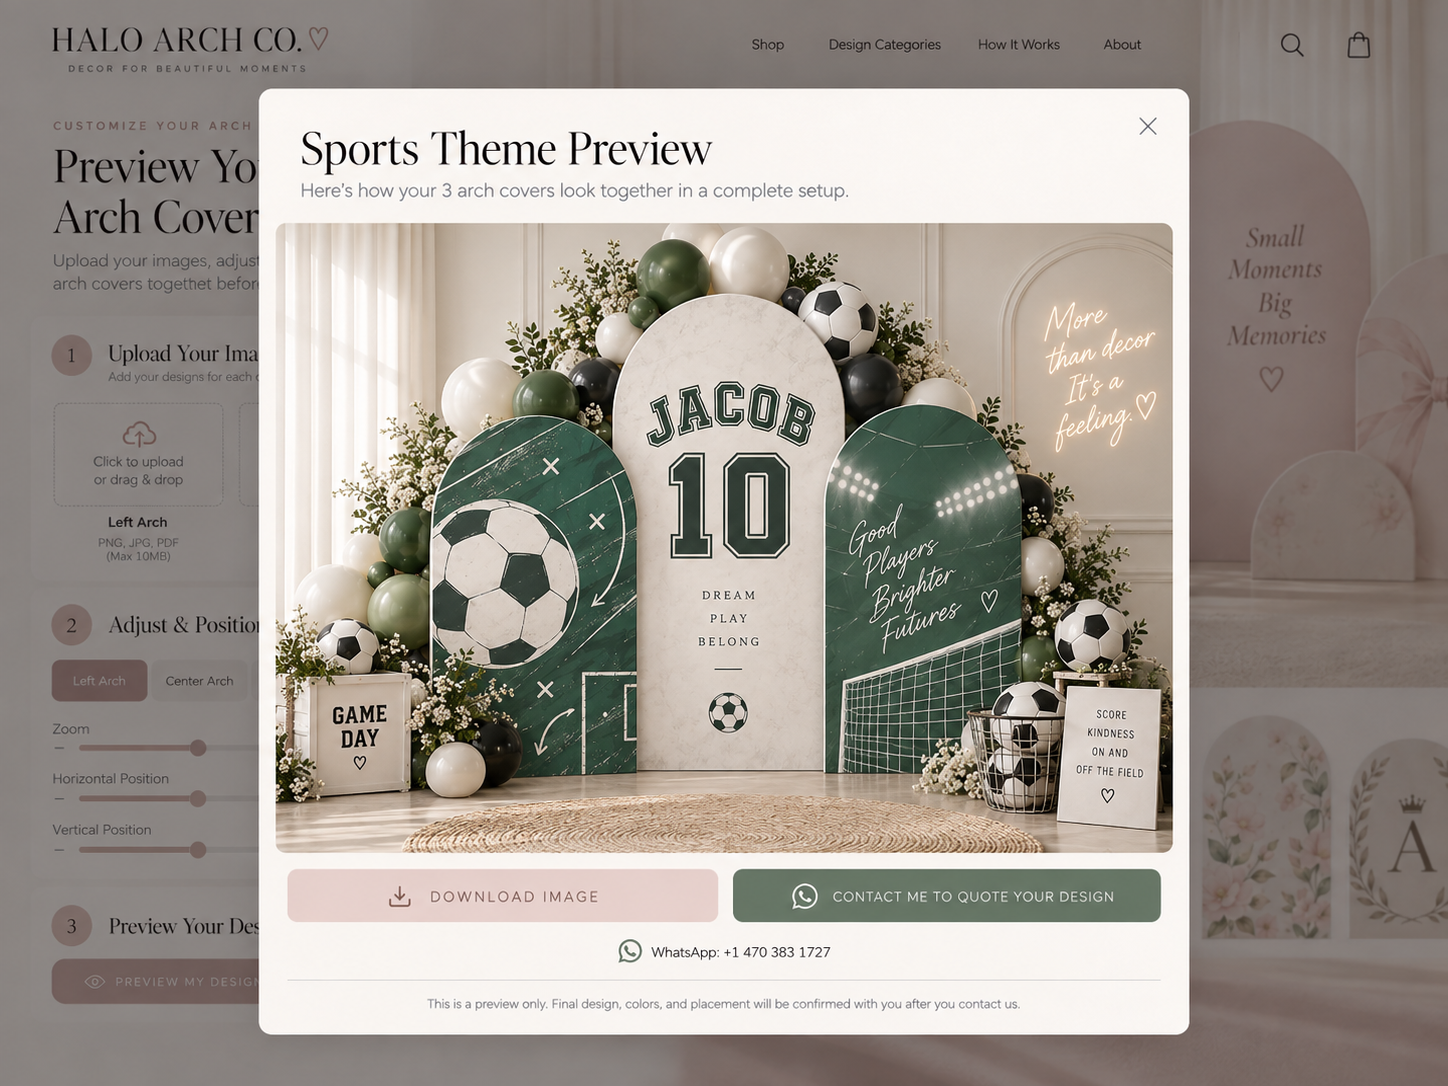 HALO ARCH CO.
DECOR FOR BEAUTIFUL MOMENTS
Shop
Design Categories
How It Works
About
CUSTOMIZE YOUR ARCH
Preview Yo
Arch Cover
Upload your images, adjust
arch covers togethet before
1
Upload Your Ima
Add your designs for each
Click to upload
or drag & drop
Left Arch
PNG, JPG, PDF
(Max 10MB)
2
Adjust & Position
Left Arch
Center Arch
Zoom
Horizontal Position
Vertical Position
3
Preview Your Des
PREVIEW MY DESIGN
Sports Theme Preview
Here's how your 3 arch covers look together in a complete setup.
JACOB
10
DREAM
PLAY
BELONG
Good
Players
Brighter
Futures
More
than decor
It's a
feeling.
GAME
DAY
SCORE
KINDNESS
ON AND
OFF THE FIELD
DOWNLOAD IMAGE
CONTACT ME TO QUOTE YOUR DESIGN
WhatsApp: +1 470 383 1727
This is a preview only. Final design, colors, and placement will be confirmed with you after you contact us.
Small
Moments
Big
Memories
A